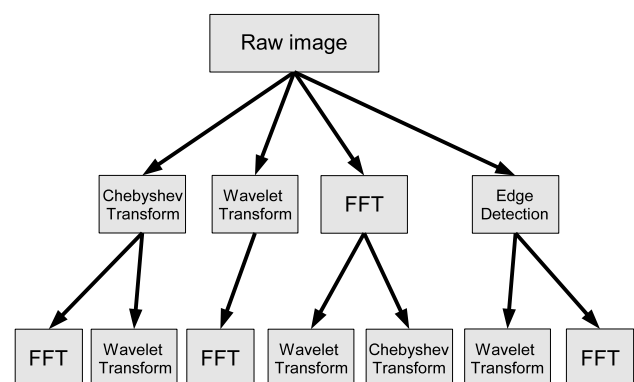 Raw image
Chebyshev
Transform
Wavelet
Transform
FFT
Edge
Detection
FFT
Wavelet
Transform
FFT
Wavelet
Transform
Chebyshev
Transform
Wavelet
Transform
FFT